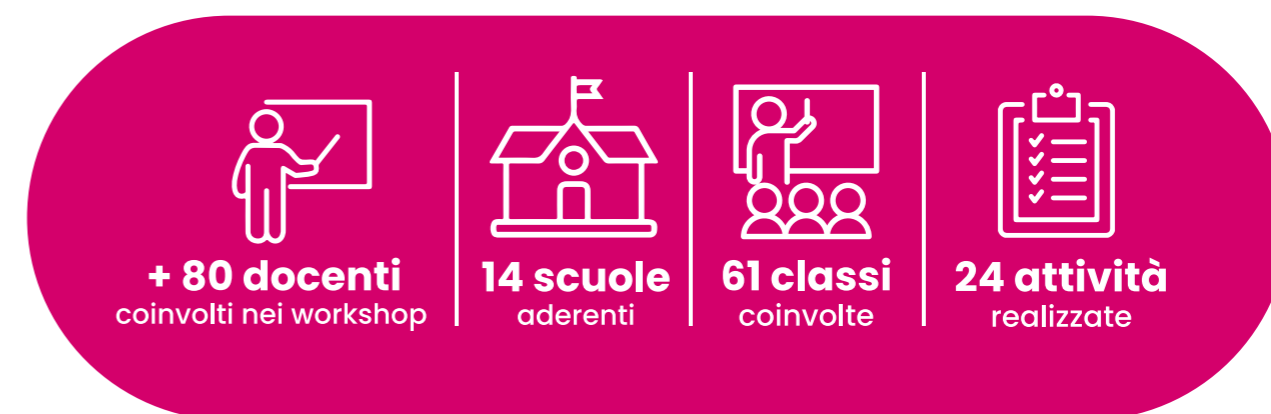 + 80 docenti
coinvolti nei workshop
14 scuole
aderenti
61 classi
coinvolte
24 attività
realizzate